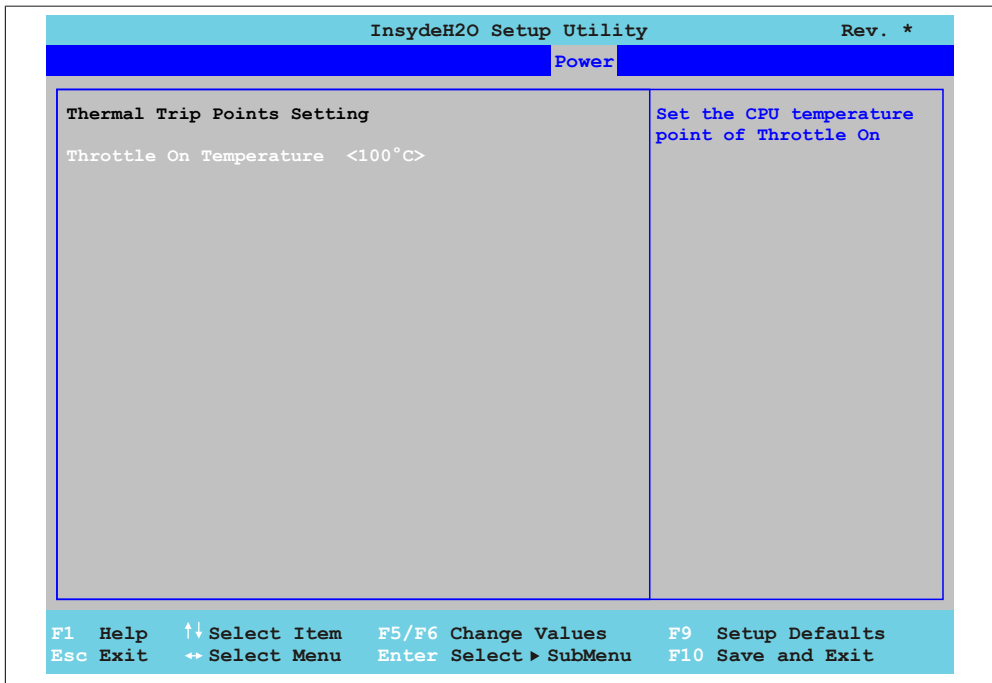 InsydeH2O Setup Utility Rev. *
Power
Thermal Trip Points Setting
Throttle On Temperature <100°C>
Set the CPU temperature
point of Throttle On
F1 Help ↑↓ Select Item F5/F6 Change Values F9 Setup Defaults
Esc Exit ↔ Select Menu Enter Select ▶ SubMenu F10 Save and Exit